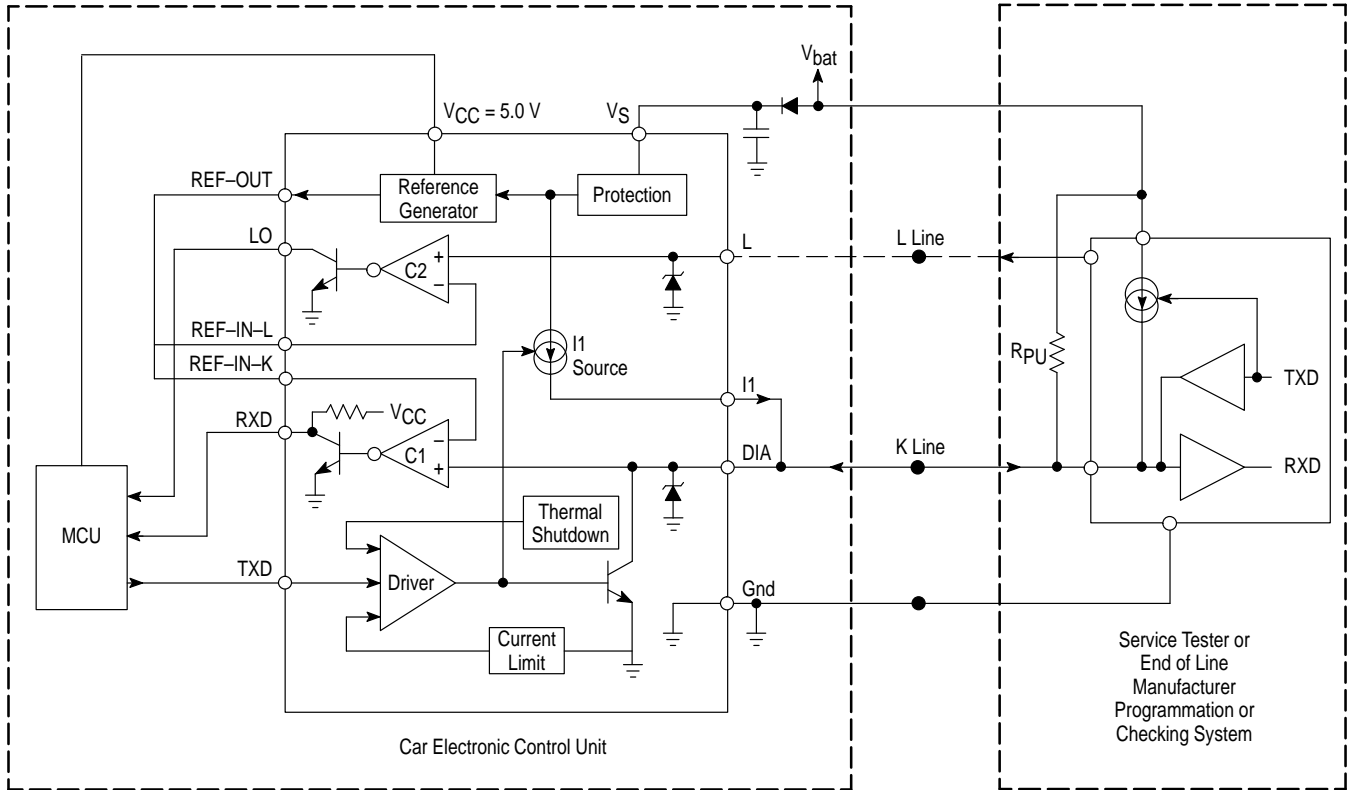 Vbat
VCC = 5.0 V
VS
REF–OUT
Reference
Generator
Protection
LO
L
L Line
C2
+
–
REF–IN–L
I1
Source
RPU
REF–IN–K
I1
TXD
RXD
VCC
–
C1
+
DIA
K Line
RXD
Thermal
Shutdown
MCU
TXD
Driver
Gnd
Current
Limit
Service Tester or
End of Line
Manufacturer
Programmation or
Checking System
Car Electronic Control Unit